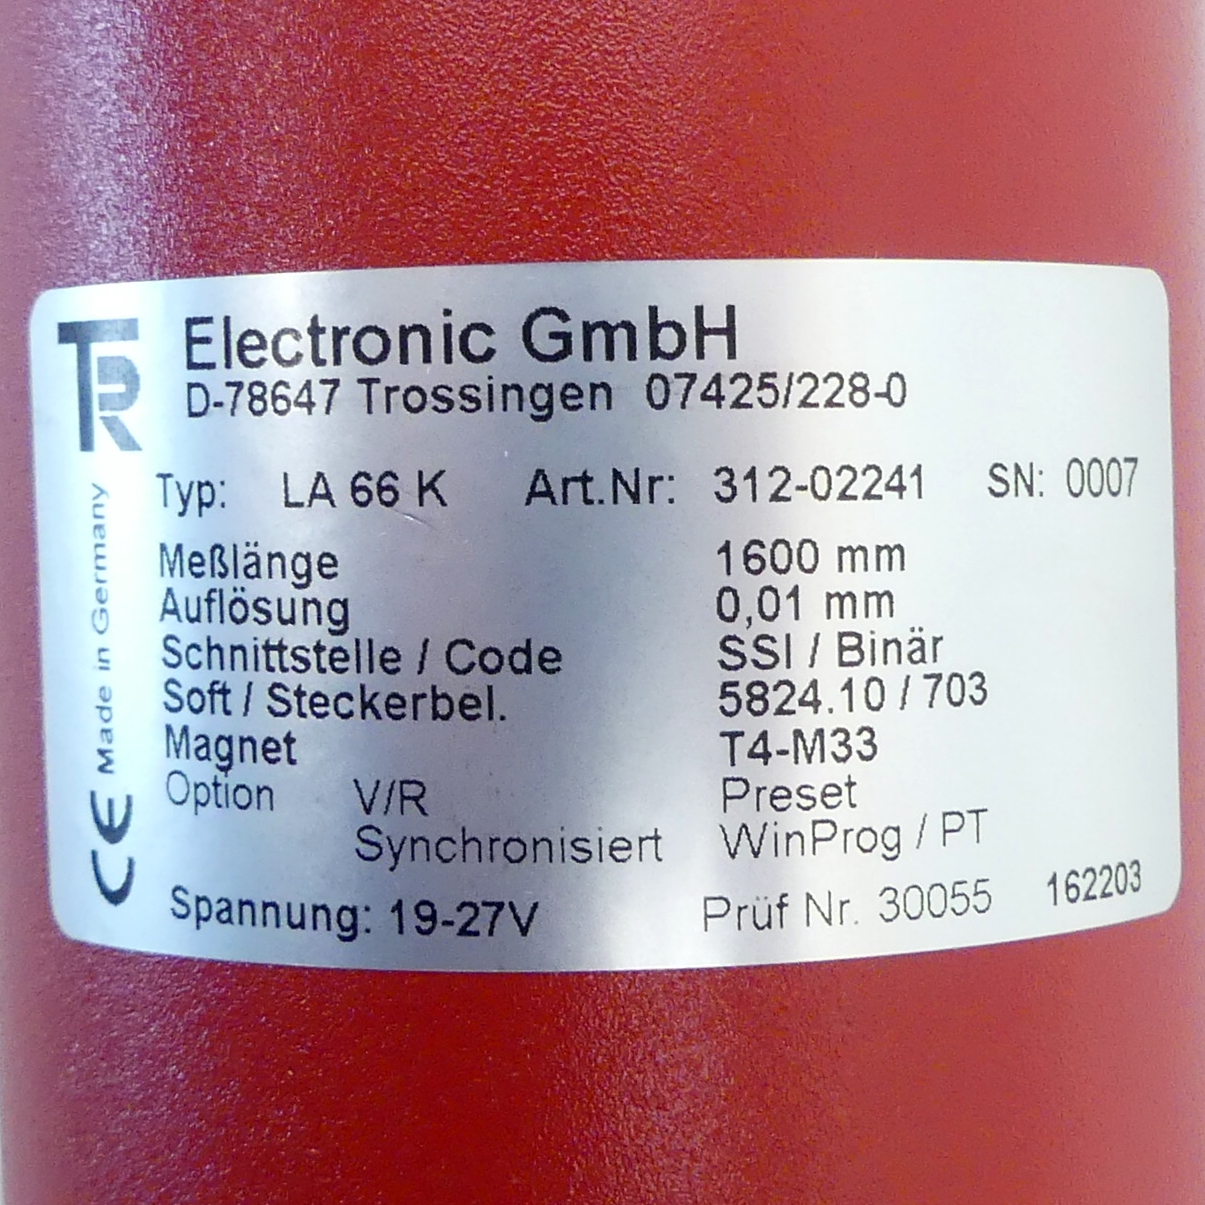 TR Electronic GmbH
D-78647 Trossingen 07425/228-0
Typ: LA 66 K Art.Nr: 312-02241 SN: 0007
Meßlänge 1600 mm
Auflösung 0,01 mm
Schnittstelle / Code SSI / Binär
Soft / Steckerbel. 5824.10 / 703
Magnet T4-M33
Option V/R Preset
Synchronisiert WinProg / PT
Spannung: 19-27V Prüf Nr. 30055 162203
CE Made in Germany